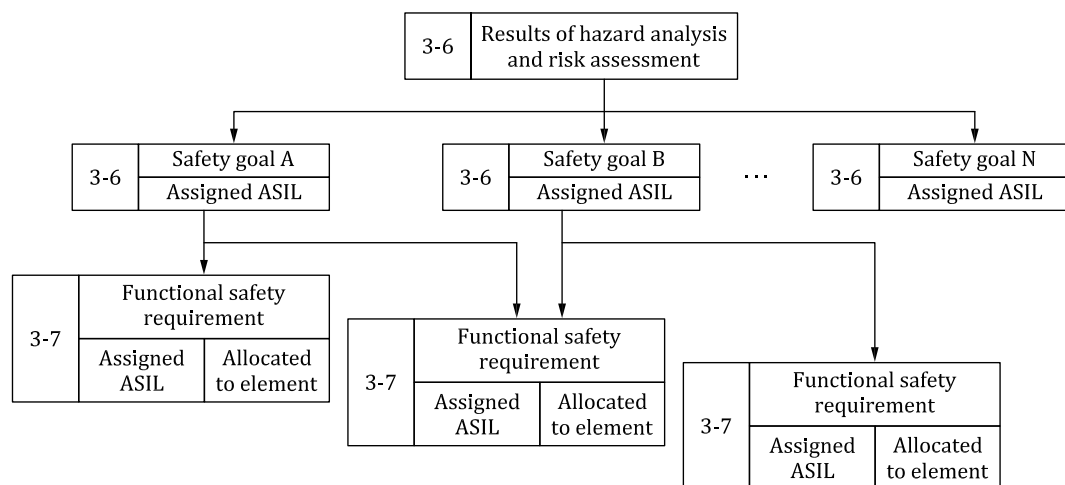 3-6
Results of hazard analysis
and risk assessment
3-6
Safety goal A
Assigned ASIL
3-6
Safety goal B
Assigned ASIL
...
3-6
Safety goal N
Assigned ASIL
3-7
Functional safety
requirement
Assigned
ASIL
Allocated
to element
3-7
Functional safety
requirement
Assigned
ASIL
Allocated
to element
3-7
Functional safety
requirement
Assigned
ASIL
Allocated
to element